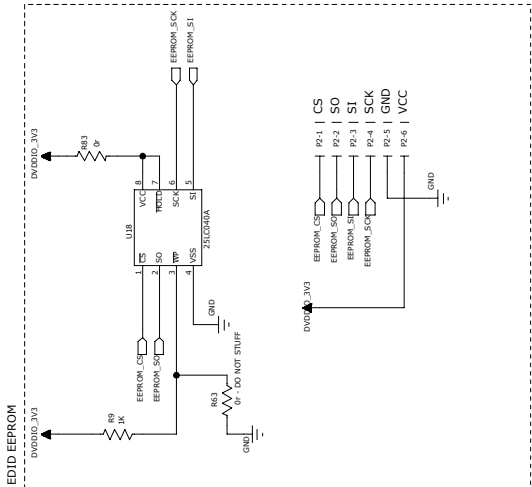 EDID EEPROM
DVDDIO_3V3
R9
1K
R63
0r - DO NOT STUFF
GND
EEPROM_CS
EEPROM_SO
GND
1
2
3
4
CS
SO
WP
VSS
U18
25LC040A
VCC
HOLD
SCK
SI
8
7
6
5
DVDDIO_3V3
R83
0r
EEPROM_SCK
EEPROM_SI
DVDDIO_3V3
EEPROM_CS
EEPROM_SO
EEPROM_SI
EEPROM_SCK
GND
P2-1 CS
P2-2 SO
P2-3 SI
P2-4 SCK
P2-5 GND
P2-6 VCC